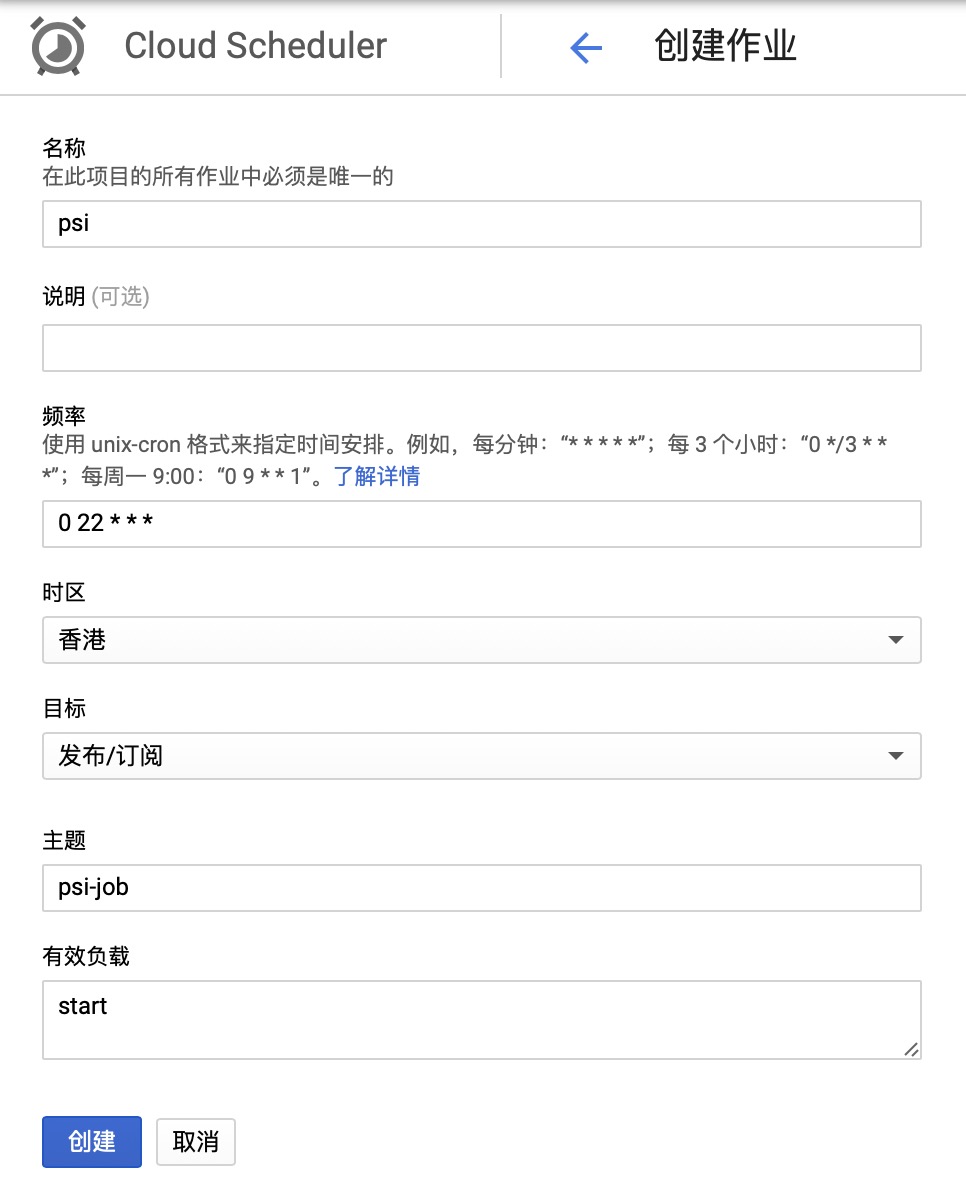 Cloud Scheduler
创建作业
名称
在此项目的所有作业中必须是唯一的
psi
说明 (可选)
频率
使用 unix-cron 格式来指定时间安排。例如，每分钟：“* * * * *”；每 3 个小时：“0 */3 * *
*”；每周一 9:00：“0 9 * * 1”。了解详情
0 22 * * *
时区
香港
目标
发布/订阅
主题
psi-job
有效负载
start
创建
取消